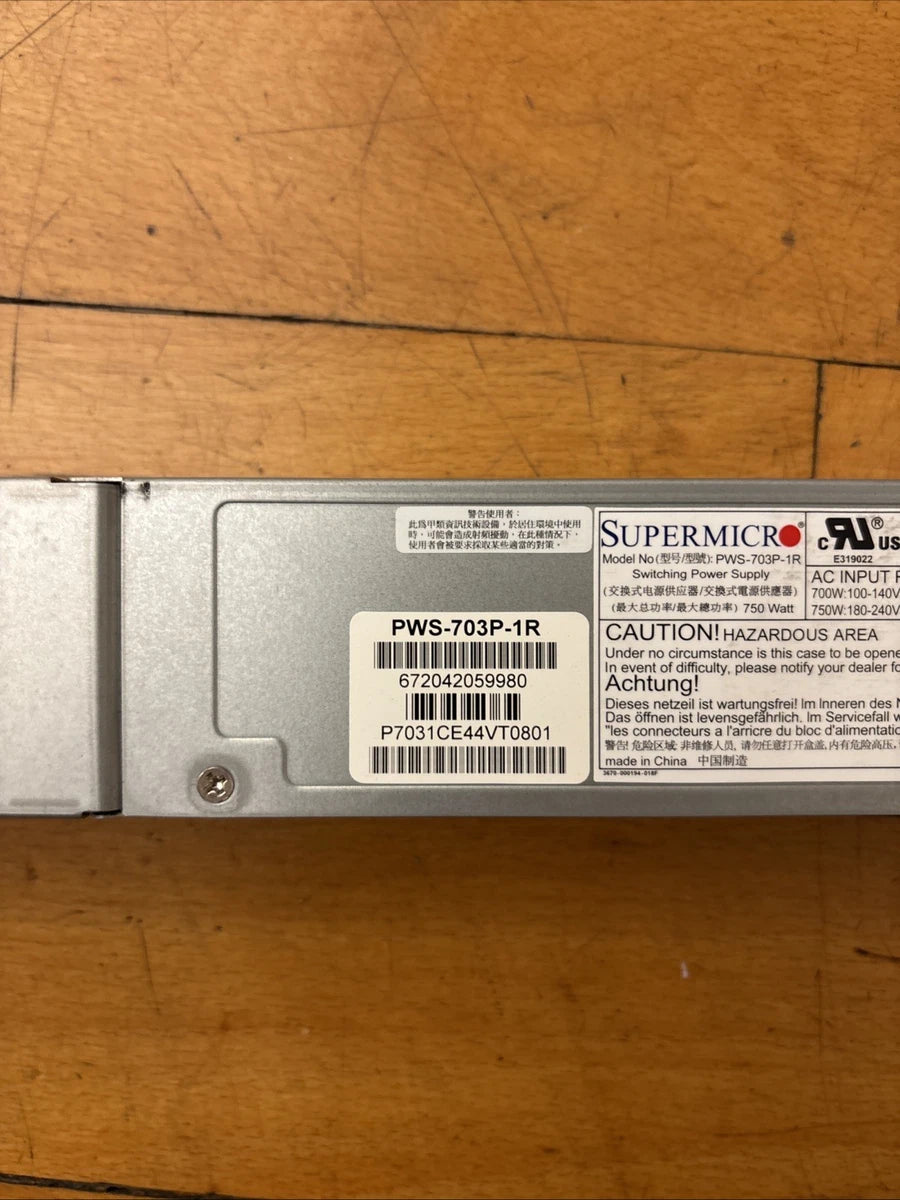 警告使用者：
此爲甲類資訊技術設備，於居住環境中使用
時，可能會造成射頻擾動，在此種情況下，
使用者會被要求採取某些適當的對策。
PWS-703P-1R
672042059980
P7031CE44VT0801
SUPERMICRO®
Model No (型号/型號): PWS-703P-1R
Switching Power Supply
(交換式电源供应器/交換式電源供應器)
(最大总功率/最大總功率) 750 Watt
c RU ® US
E319022
AC INPUT
700W:100-140V
750W:180-240V
CAUTION! HAZARDOUS AREA
Under no circumstance is this case to be opene
In event of difficulty, please notify your dealer fo
Achtung!
Dieses netzeil ist wartungsfrei! Im Inneren des
Das öffnen ist levensgefährlich. Im Servicefall
"les connecteurs a l'arricre du bloc d'alimentatio
警告! 危险区域, 非维修人员, 请勿任意打开盒盖, 内有危险高压,
made in China 中国制造
3670-000194-018F